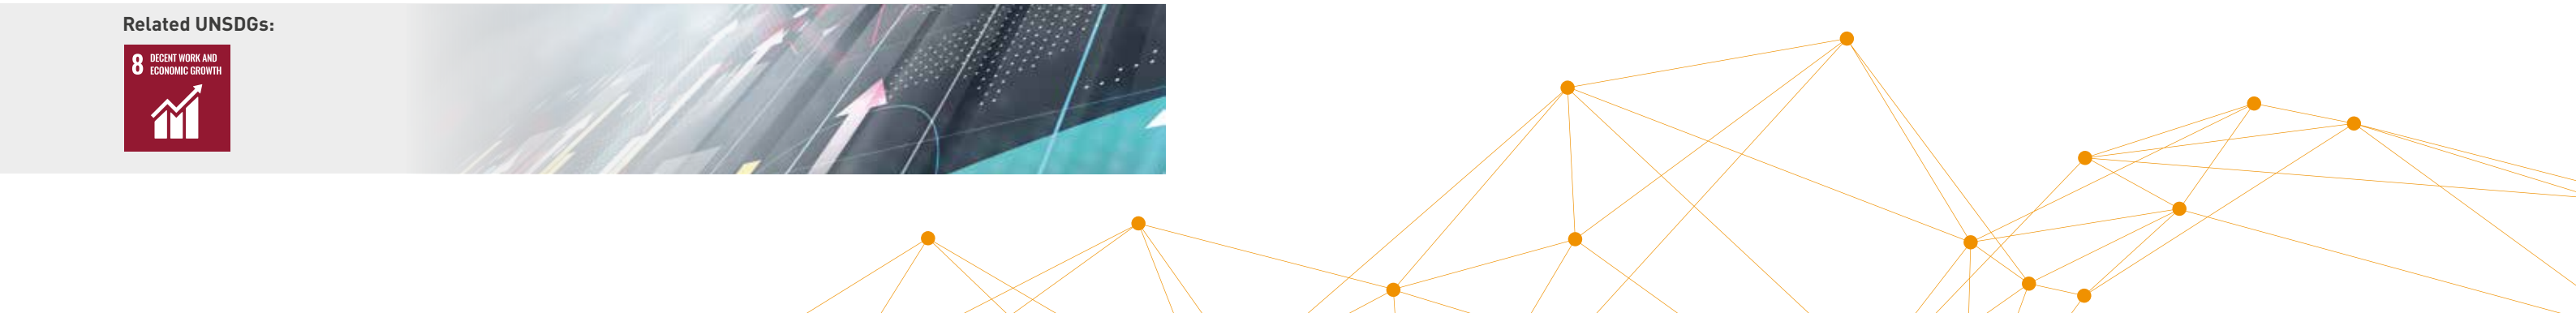 Related UNSDGs:
8 DECENT WORK AND
ECONOMIC GROWTH